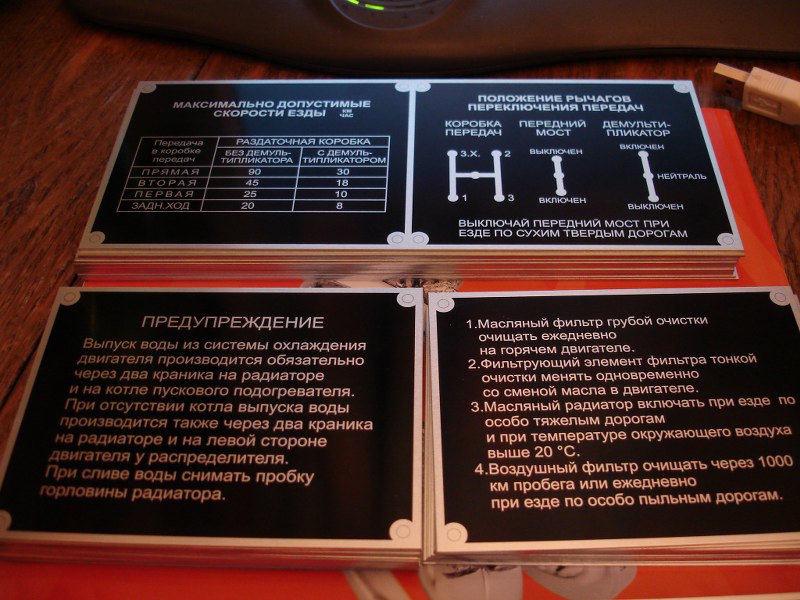 МАКСИМАЛЬНО ДОПУСТИМЫЕ
СКОРОСТИ ЕЗДЫ КМ ЧАС
Передача в коробке передач
РАЗДАТОЧНАЯ КОРОБКА
БЕЗ ДЕМУЛЬ-ТИПЛИКАТОРА С ДЕМУЛЬ-ТИПЛИКАТОРОМ
ПРЯМАЯ 90 30
ВТОРАЯ 45 18
ПЕРВАЯ 25 10
ЗАДН.ХОД 20 8
ПОЛОЖЕНИЕ РЫЧАГОВ
ПЕРЕКЛЮЧЕНИЯ ПЕРЕДАЧ
КОРОБКА ПЕРЕДНИЙ ДЕМУЛЬТИ-
ПЕРЕДАЧ МОСТ ПЛИКАТОР
З.Х. 2 ВЫКЛЮЧЕН ВКЛЮЧЕН
НЕЙТРАЛЬ
1 3 ВКЛЮЧЕН ВЫКЛЮЧЕН
ВЫКЛЮЧАЙ ПЕРЕДНИЙ МОСТ ПРИ
ЕЗДЕ ПО СУХИМ ТВЕРДЫМ ДОРОГАМ
ПРЕДУПРЕЖДЕНИЕ
Выпуск воды из системы охлаждения
двигателя производится обязательно
через два краника на радиаторе
и на котле пускового подогревателя.
При отсутствии котла выпуска воды
производится также через два краника
на радиаторе и на левой стороне
двигателя у распределителя.
При сливе воды снимать пробку
горловины радиатора.
1.Масляный фильтр грубой очистки
очищать ежедневно
на горячем двигателе.
2.Фильтрующий элемент фильтра тонкой
очистки менять одновременно
со сменой масла в двигателе.
3.Масляный радиатор включать при езде по
особо тяжелым дорогам
и при температуре окружающего воздуха
выше 20 °C.
4.Воздушный фильтр очищать через 1000
км пробега или ежедневно
при езде по особо пыльным дорогам.